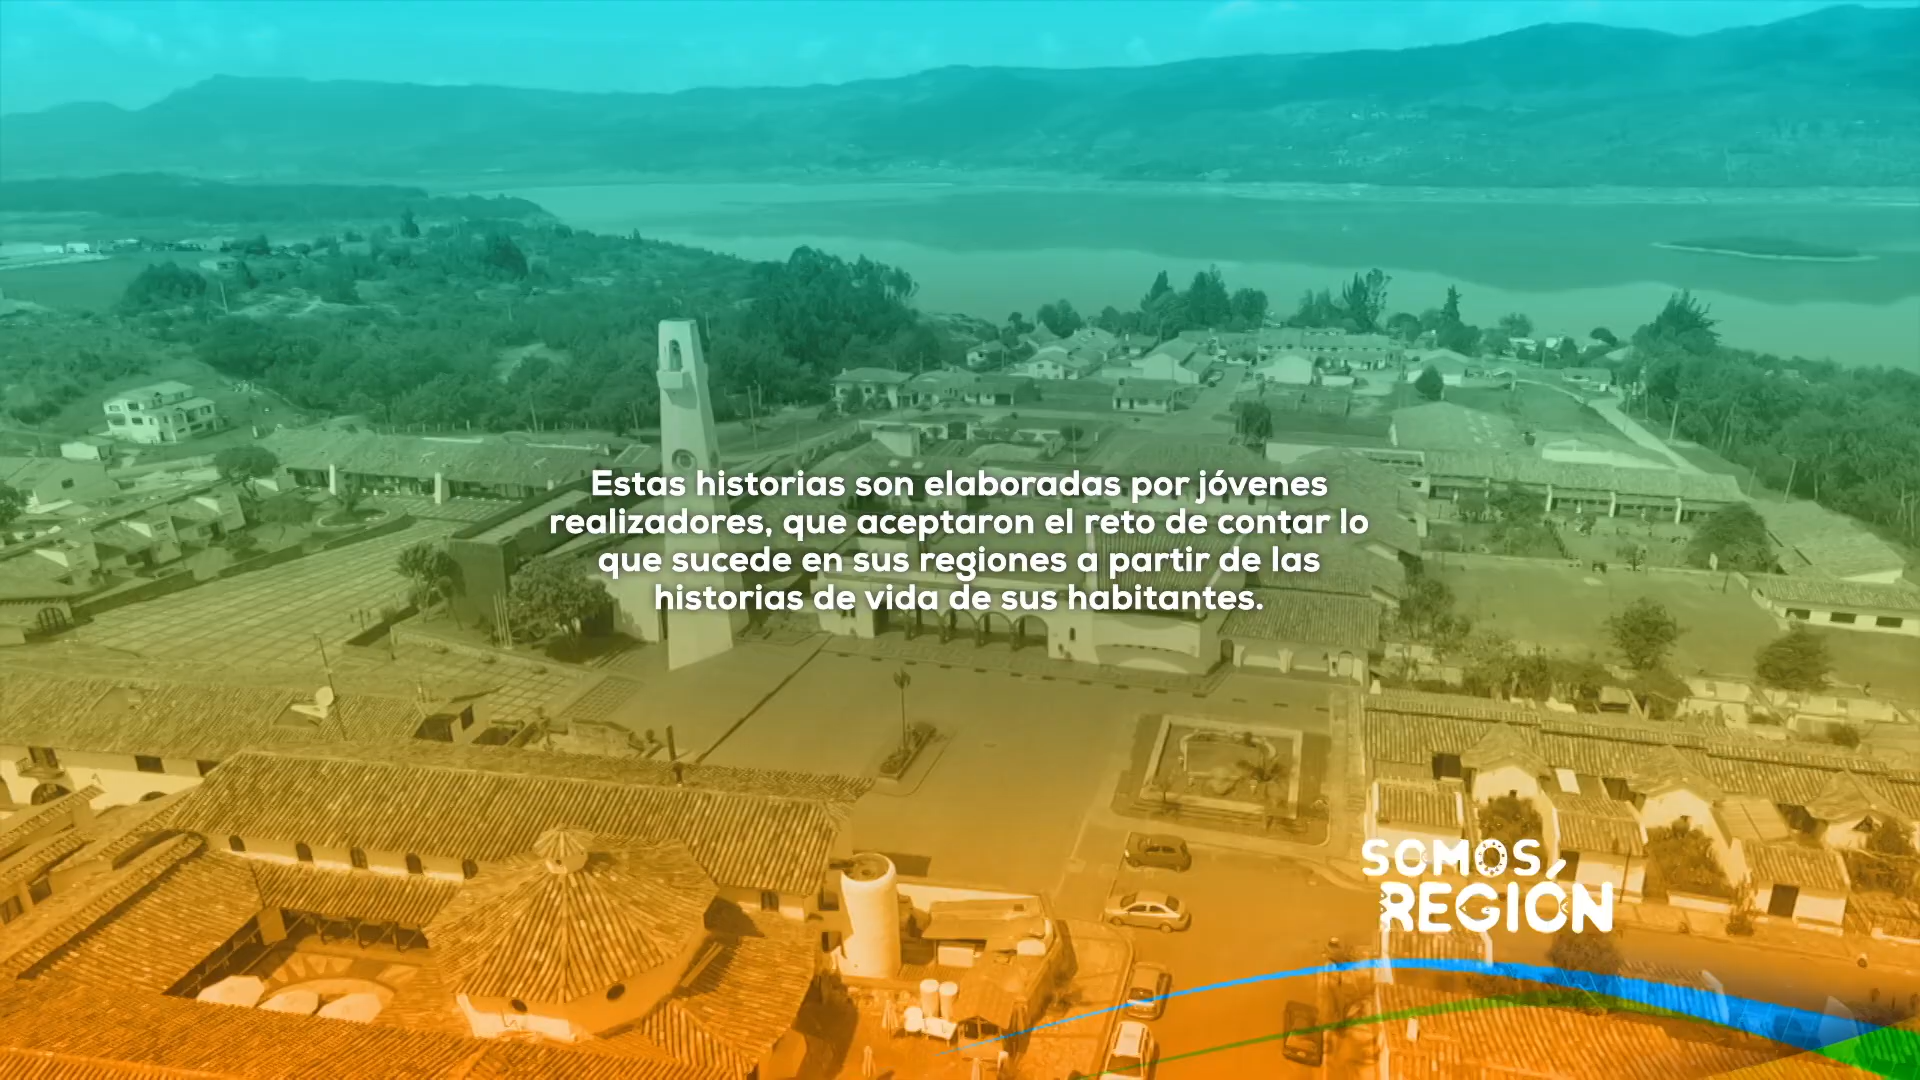 Estas historias son elaboradas por jóvenes
realizadores, que aceptaron el reto de contar lo
que sucede en sus regiones a partir de las
historias de vida de sus habitantes.
SOMOS
REGIÓN